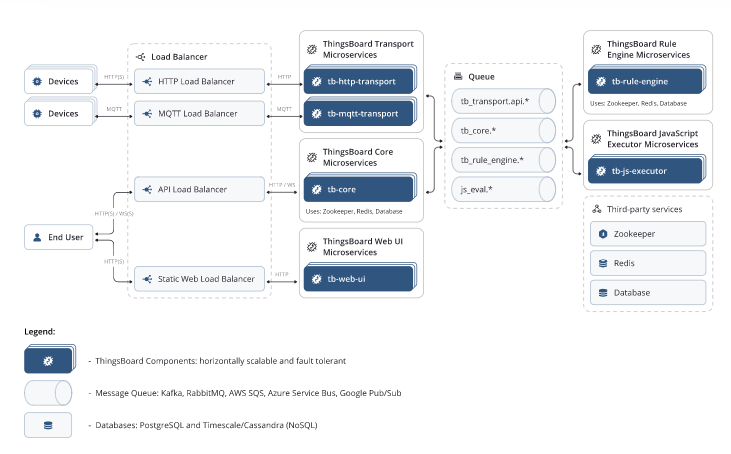 Load Balancer
Devices
HTTP(S)
HTTP Load Balancer
HTTP
Devices
MQTT
MQTT Load Balancer
MQTT
API Load Balancer
HTTP / WS
HTTP(S) / WS(S)
End User
HTTP(S)
Static Web Load Balancer
HTTP
ThingsBoard Transport
Microservices
tb-http-transport
tb-mqtt-transport
ThingsBoard Core
Microservices
tb-core
Uses: Zookeeper, Redis, Database
ThingsBoard Web UI
Microservices
tb-web-ui
Queue
tb_transport.api.*
tb_core.*
tb_rule_engine.*
js_eval.*
ThingsBoard Rule
Engine Microservices
tb-rule-engine
Uses: Zookeeper, Redis, Database
ThingsBoard JavaScript
Executor Microservices
tb-js-executor
Third-party services
Zookeeper
Redis
Database
Legend:
- ThingsBoard Components: horizontally scalable and fault tolerant
- Message Queue: Kafka, RabbitMQ, AWS SQS, Azure Service Bus, Google Pub/Sub
- Databases: PostgreSQL and Timescale/Cassandra (NoSQL)